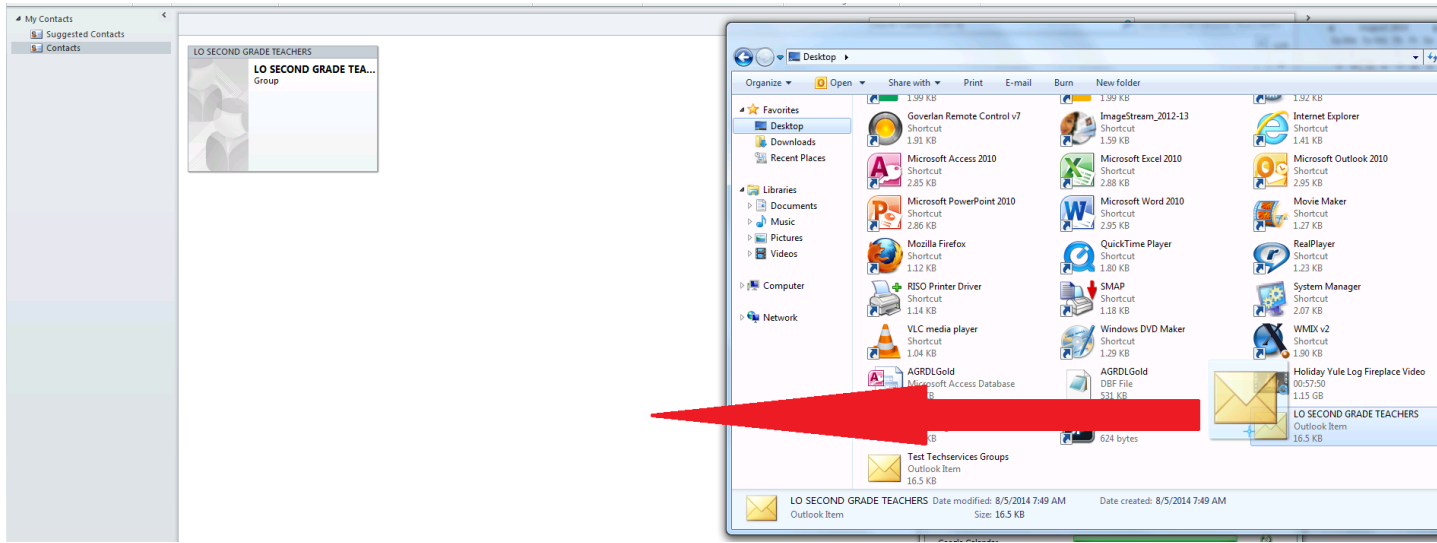 My Contacts
Suggested Contacts
Contacts
LO SECOND GRADE TEACHERS
LO SECOND GRADE TEA...
Group
Desktop
Organize
Open
Share with
Print
E-mail
Burn
New folder
Favorites
Desktop
Downloads
Recent Places
Libraries
Documents
Music
Pictures
Videos
Computer
Network
1.99 KB
1.99 KB
1.92 KB
Goverlan Remote Control v7
Shortcut
1.91 KB
ImageStream_2012-13
Shortcut
1.59 KB
Internet Explorer
Shortcut
1.41 KB
Microsoft Access 2010
Shortcut
2.85 KB
Microsoft Excel 2010
Shortcut
2.88 KB
Microsoft Outlook 2010
Shortcut
2.95 KB
Microsoft PowerPoint 2010
Shortcut
2.86 KB
Microsoft Word 2010
Shortcut
2.95 KB
Movie Maker
Shortcut
1.27 KB
Mozilla Firefox
Shortcut
1.12 KB
QuickTime Player
Shortcut
1.80 KB
RealPlayer
Shortcut
1.23 KB
RISO Printer Driver
Shortcut
1.14 KB
SMAP
Shortcut
1.18 KB
System Manager
Shortcut
2.07 KB
VLC media player
Shortcut
1.04 KB
Windows DVD Maker
Shortcut
1.29 KB
WMIX v2
Shortcut
1.90 KB
AGRDLGold
Microsoft Access Database
KB
AGRDLGold
DBF File
531 KB
Holiday Yule Log Fireplace Video
00:57:50
1.15 GB
KB
624 bytes
LO SECOND GRADE TEACHERS
Outlook Item
16.5 KB
Test Techservices Groups
Outlook Item
16.5 KB
LO SECOND GRADE TEACHERS Date modified: 8/5/2014 7:49 AM Date created: 8/5/2014 7:49 AM
Outlook Item Size: 16.5 KB
Google Calendar